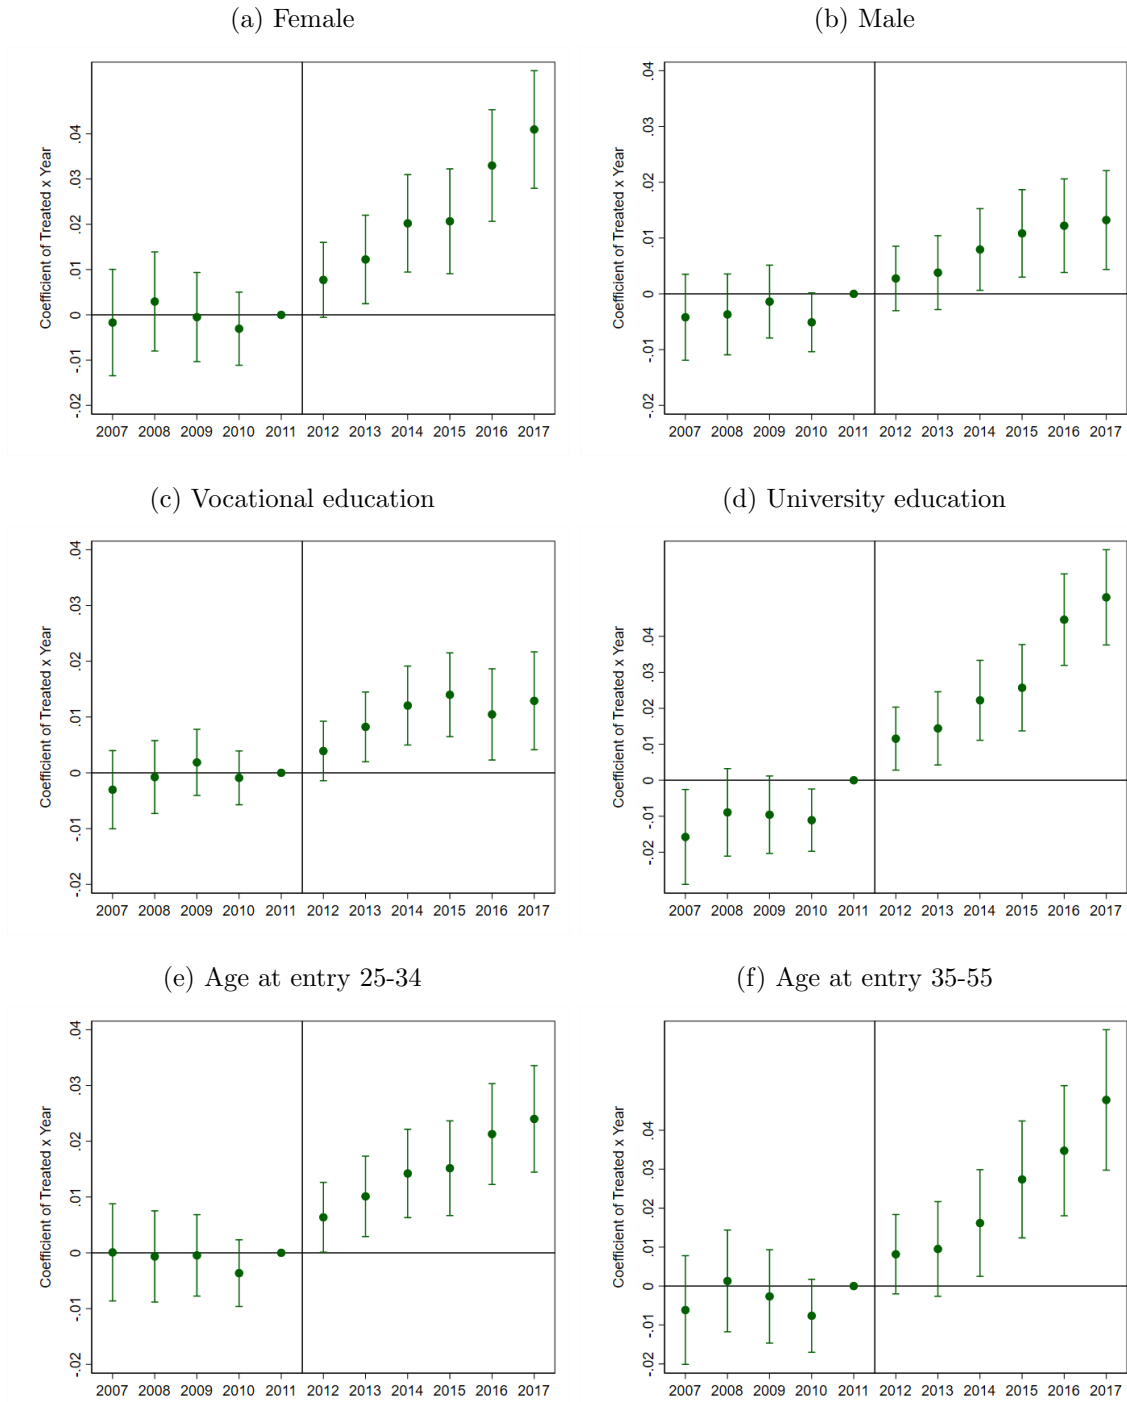 (a) Female
(b) Male
Coefficient of Treated x Year
.04
.03
.02
.01
0
-.01
-.02
2007 2008 2009 2010 2011 2012 2013 2014 2015 2016 2017
Coefficient of Treated x Year
.04
.03
.02
.01
0
-.01
-.02
2007 2008 2009 2010 2011 2012 2013 2014 2015 2016 2017
(c) Vocational education
(d) University education
Coefficient of Treated x Year
.04
.03
.02
.01
0
-.01
-.02
2007 2008 2009 2010 2011 2012 2013 2014 2015 2016 2017
Coefficient of Treated x Year
.04
.03
.02
.01
0
-.01
-.02
2007 2008 2009 2010 2011 2012 2013 2014 2015 2016 2017
(e) Age at entry 25-34
(f) Age at entry 35-55
Coefficient of Treated x Year
.04
.03
.02
.01
0
-.01
-.02
2007 2008 2009 2010 2011 2012 2013 2014 2015 2016 2017
Coefficient of Treated x Year
.04
.03
.02
.01
0
-.01
-.02
2007 2008 2009 2010 2011 2012 2013 2014 2015 2016 2017